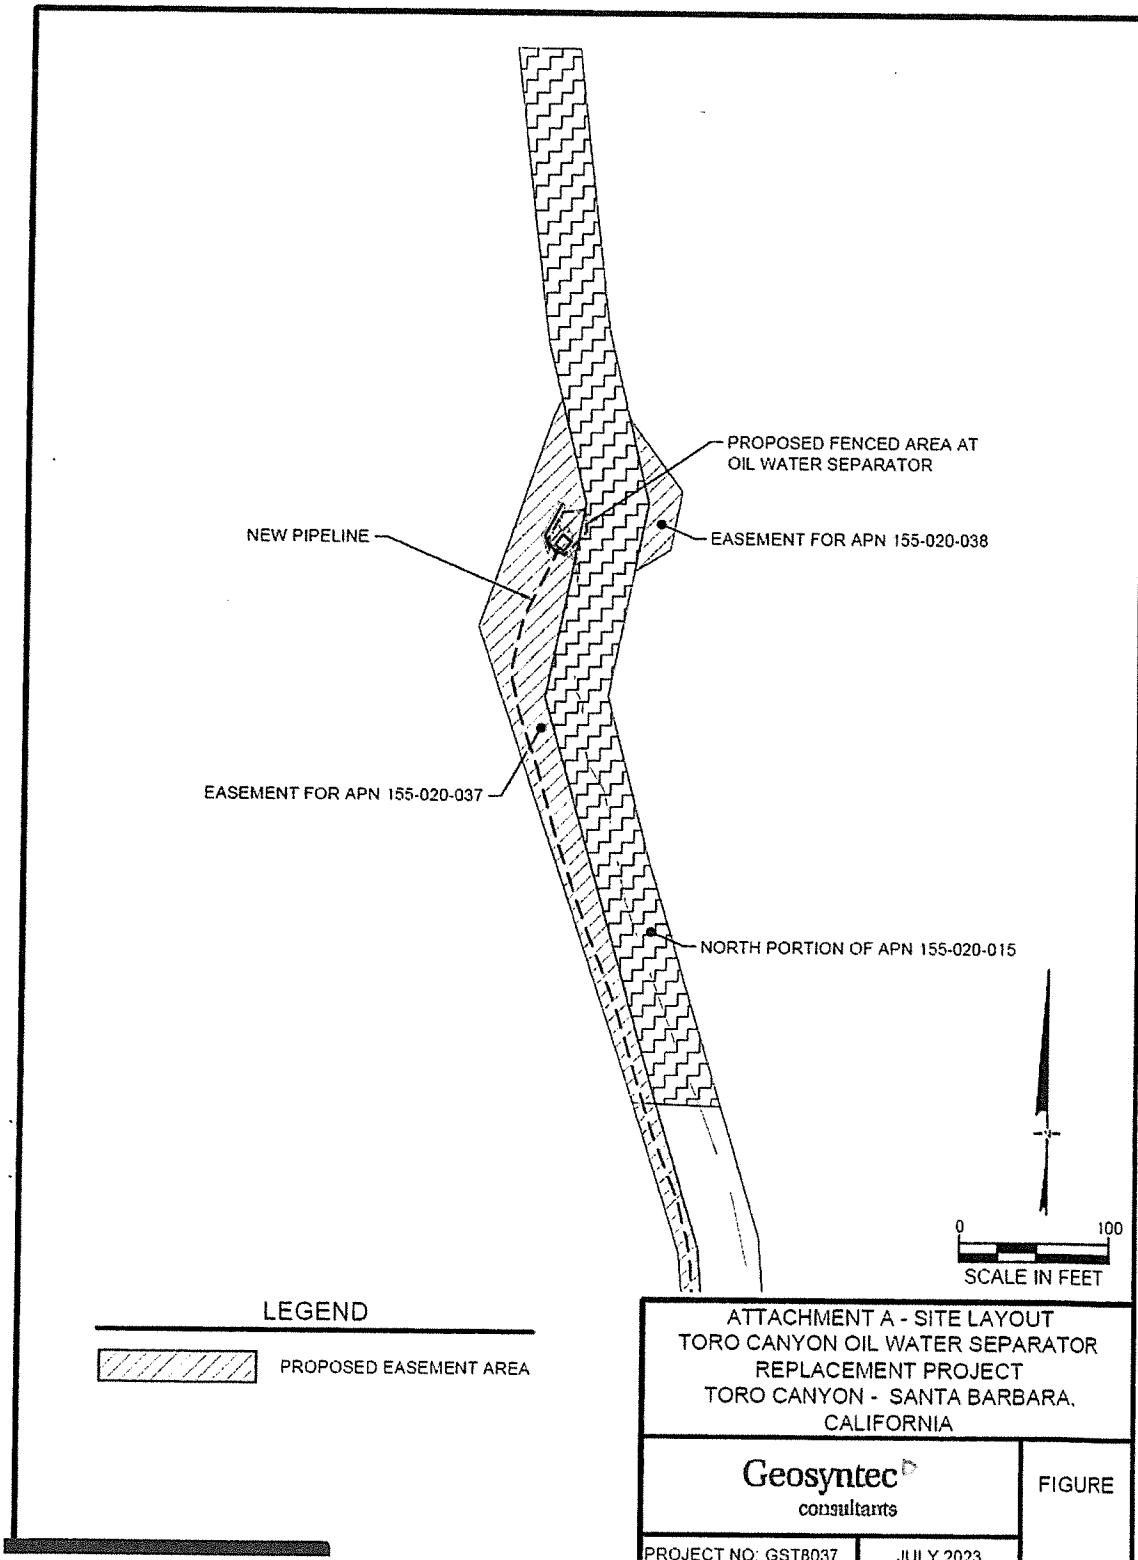 PROPOSED FENCED AREA AT
OIL WATER SEPARATOR
NEW PIPELINE
EASEMENT FOR APN 155-020-038
EASEMENT FOR APN 155-020-037
NORTH PORTION OF APN 155-020-015
N
0 100
SCALE IN FEET
LEGEND
PROPOSED EASEMENT AREA
ATTACHMENT A - SITE LAYOUT
TORO CANYON OIL WATER SEPARATOR
REPLACEMENT PROJECT
TORO CANYON - SANTA BARBARA,
CALIFORNIA
Geosyntec
consultants
FIGURE
PROJECT NO: GST8037 JULY 2023